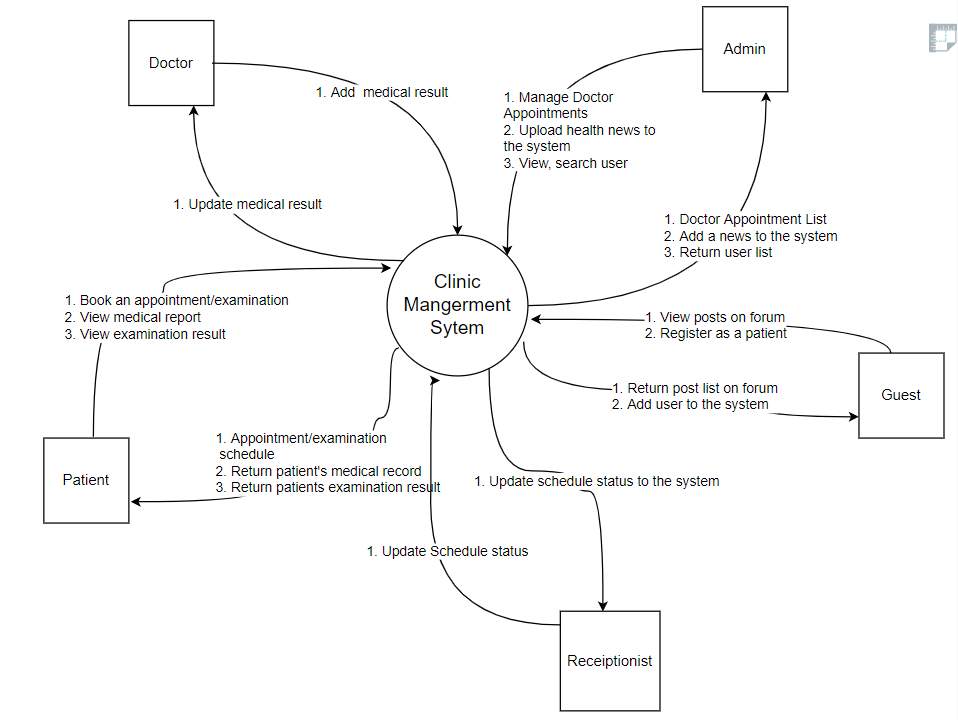 Doctor
Admin
1. Add  medical result
1. Manage Doctor
Appointments
2. Upload health news to
the system
3. View, search user
1. Update medical result
1. Doctor Appointment List
2. Add a news to the system
3. Return user list
Clinic
Mangerment
Sytem
1. Book an appointment/examination
2. View medical report
3. View examination result
1. View posts on forum
2. Register as a patient
1. Return post list on forum
2. Add user to the system
Guest
1. Appointment/examination
schedule
2. Return patient's medical record
3. Return patients examination result
Patient
1. Update schedule status to the system
1. Update Schedule status
Receiptionist